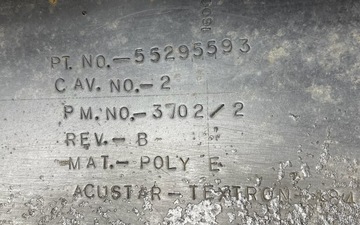 PT. NO.-55295593
CAV. NO.-2
PM. NO.-3702/2
REV.- B-
MAT.- POLY E
ACUSTAR-TEXTRON-